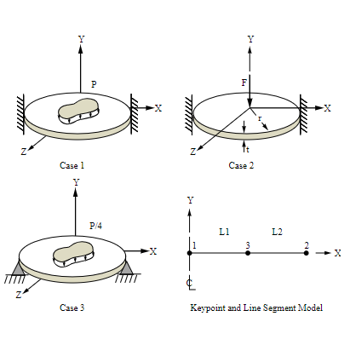 Y
P
X
Z
Case 1
Y
F
X
r
Z
t
Case 2
Y
P/4
X
Z
Case 3
Y
L1 L2
1 3 2 X
℄
Keypoint and Line Segment Model